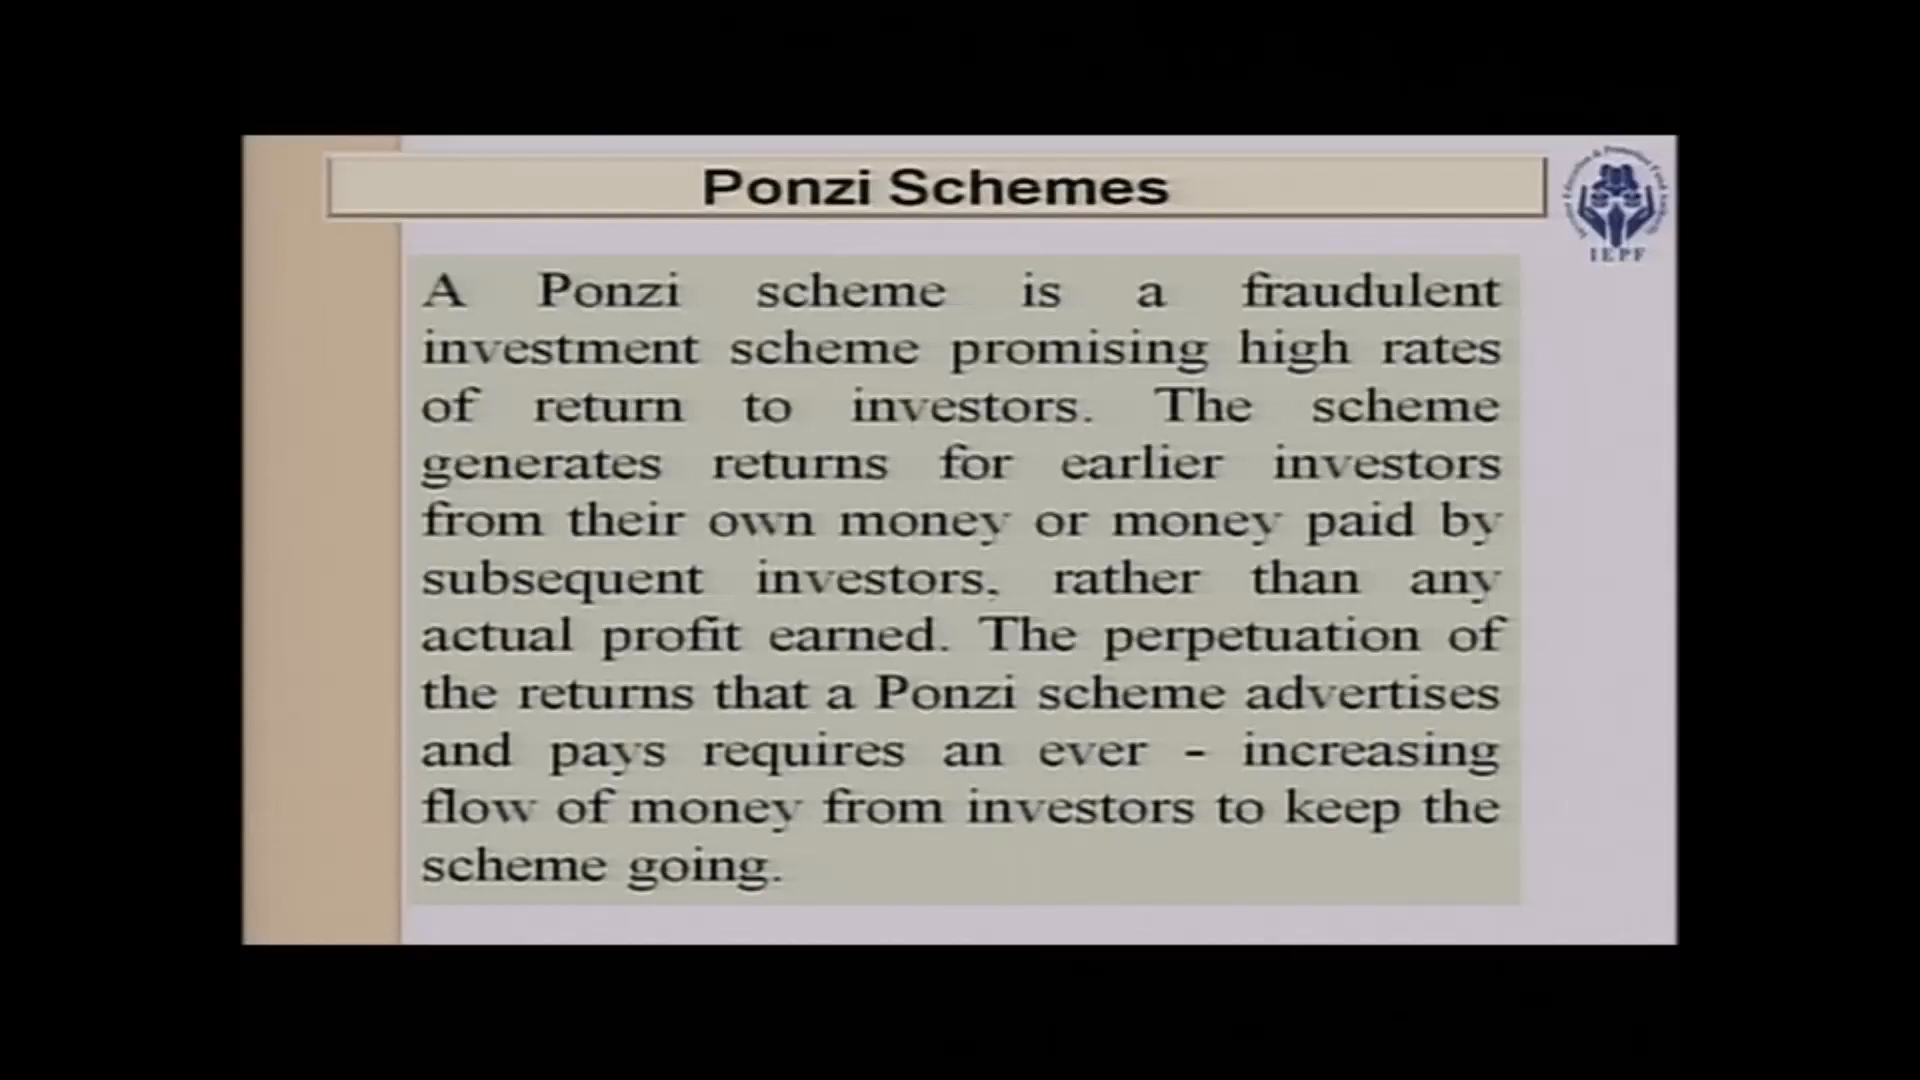 Ponzi Schemes
A Ponzi scheme is a fraudulent
investment scheme promising high rates
of return to investors. The scheme
generates returns for earlier investors
from their own money or money paid by
subsequent investors, rather than any
actual profit earned. The perpetuation of
the returns that a Ponzi scheme advertises
and pays requires an ever - increasing
flow of money from investors to keep the
scheme going.
IEPF